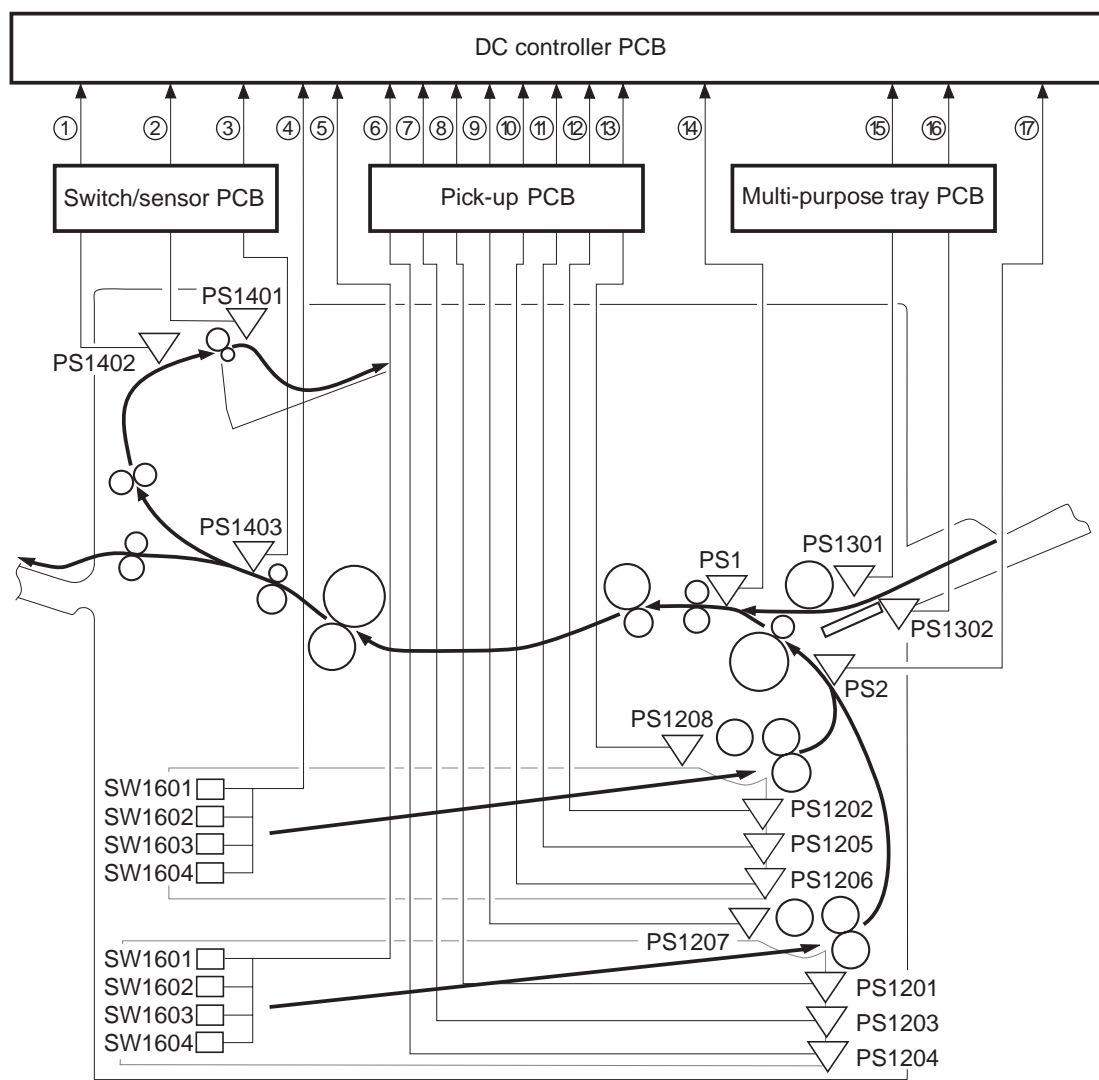 DC controller PCB
① ② ③ ④ ⑤ ⑥ ⑦ ⑧ ⑨ ⑩ ⑪ ⑫ ⑬ ⑭ ⑮ ⑯ ⑰
Switch/sensor PCB
Pick-up PCB
Multi-purpose tray PCB
PS1401
PS1402
PS1403
PS1
PS1301
PS1302
PS2
PS1208
SW1601
SW1602
SW1603
SW1604
PS1202
PS1205
PS1206
PS1207
SW1601
SW1602
SW1603
SW1604
PS1201
PS1203
PS1204